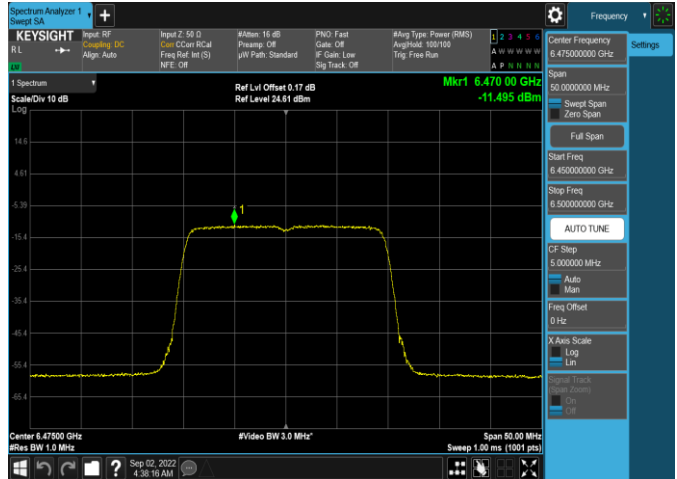 Spectrum Analyzer 1
Swept SA
Frequency
KEYSIGHT
RL
Input: RF
Coupling: DC
Align: Auto
Input Z: 50 Ω
Corr CCorr RCal
Freq Ref: Int (S)
NFE: Off
#Atten: 16 dB
Preamp: Off
µW Path: Standard
PNO: Fast
Gate: Off
IF Gain: Low
Sig Track: Off
#Avg Type: Power (RMS)
Avg|Hold: 100/100
Trig: Free Run
1 2 3 4 5 6
A W W W W W
A P N N N N
1 Spectrum
Scale/Div 10 dB
Log
Ref Lvl Offset 0.17 dB
Ref Level 24.61 dBm
Mkr1 6.470 00 GHz
-11.495 dBm
14.6
4.61
-5.39
-15.4
-25.4
-35.4
-45.4
-55.4
-65.4
1
Center 6.47500 GHz
#Res BW 1.0 MHz
#Video BW 3.0 MHz*
Span 50.00 MHz
Sweep 1.00 ms (1001 pts)
Sep 02, 2022
4:38:16 AM
Center Frequency
6.475000000 GHz
Settings
Span
50.0000000 MHz
Swept Span
Zero Span
Full Span
Start Freq
6.450000000 GHz
Stop Freq
6.500000000 GHz
AUTO TUNE
CF Step
5.000000 MHz
Auto
Man
Freq Offset
0 Hz
X Axis Scale
Log
Lin
Signal Track
(Span Zoom)
On
Off